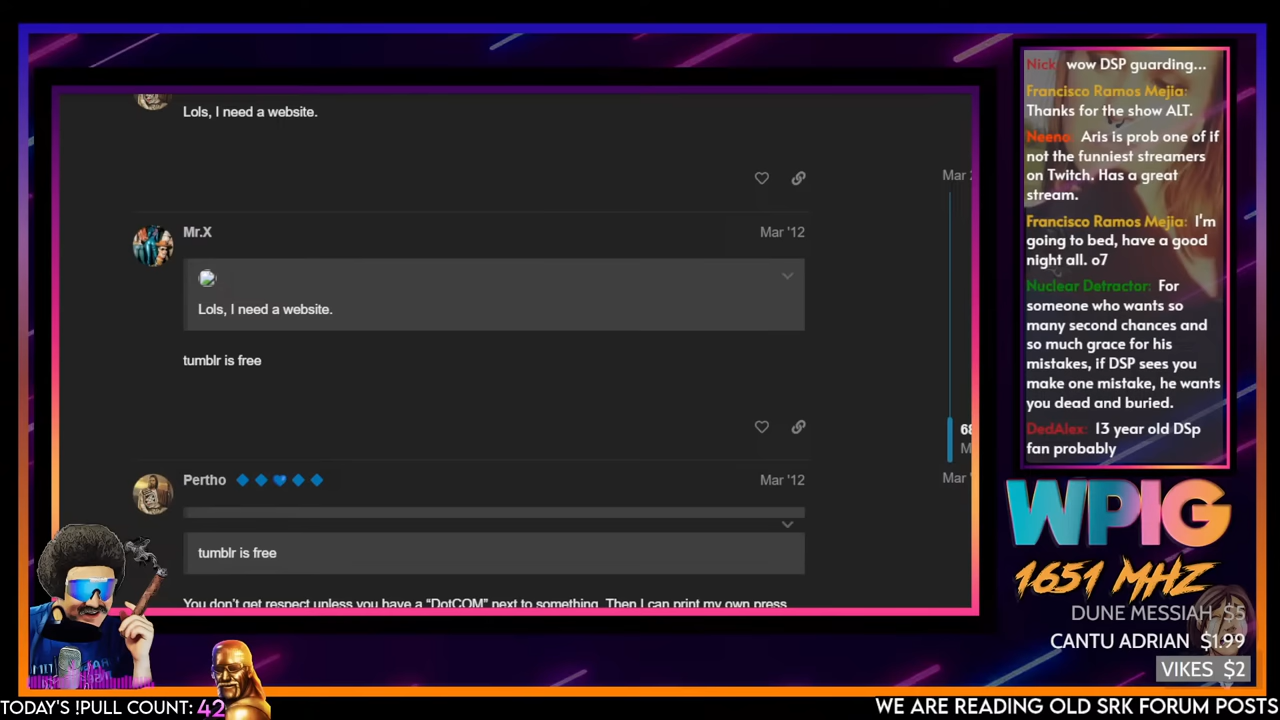 Lols, I need a website.
Mar 2
Mr.X
Mar '12
Lols, I need a website.
tumblr is free
68
M
Pertho
Mar '12
Mar '
tumblr is free
You don't get respect unless you have a “DotCOM” next to something. Then I can print my own press
Nick: wow DSP guarding...
Francisco Ramos Mejia:
Thanks for the show ALT.
Neeno: Aris is prob one of if
not the funniest streamers
on Twitch. Has a great
stream.
Francisco Ramos Mejia: I'm
going to bed, have a good
night all. o7
Nuclear Detractor: For
someone who wants so
many second chances and
so much grace for his
mistakes, if DSP sees you
make one mistake, he wants
you dead and buried.
DedAlex: 13 year old DSp
fan probably
WPIG
1651 MHZ
DUNE MESSIAH $5
CANTU ADRIAN $1.99
VIKES $2
TODAY'S !PULL COUNT: 42
WE ARE READING OLD SRK FORUM POSTS